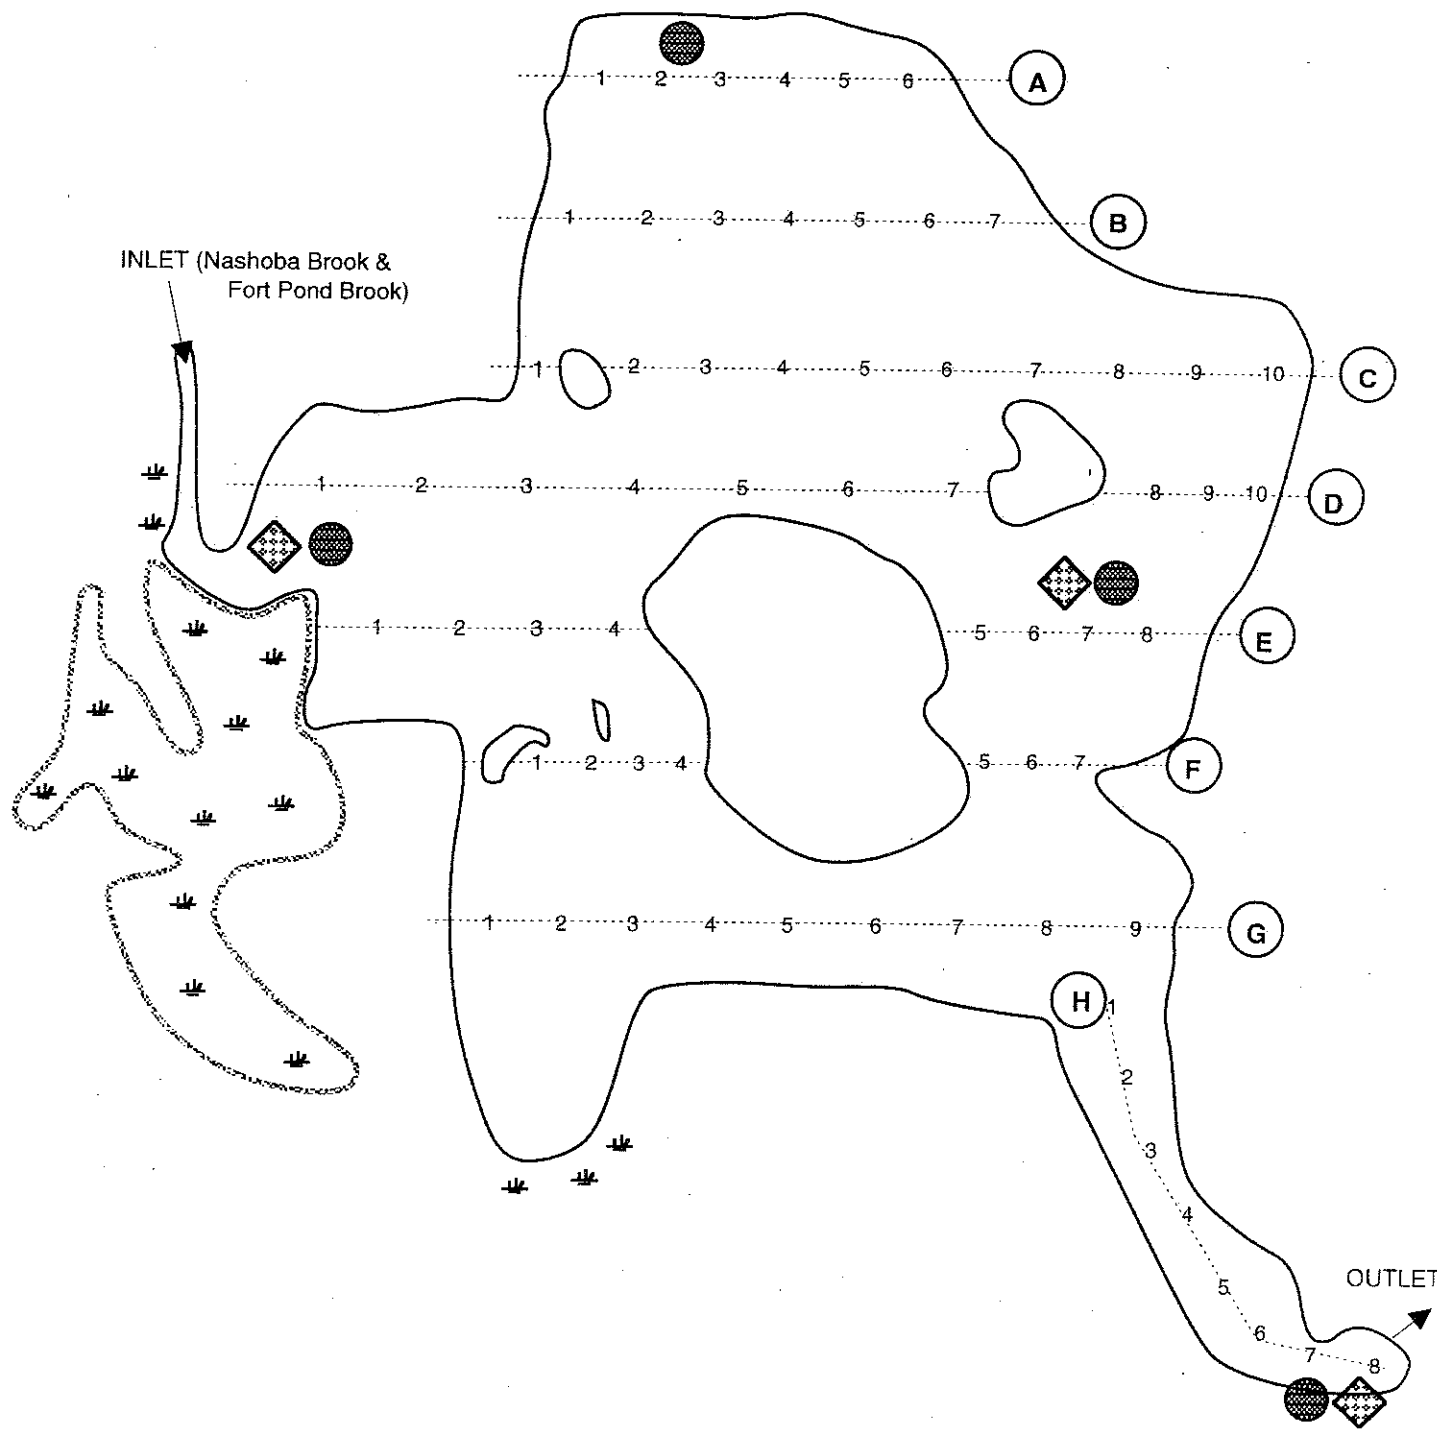 1 2 3 4 5 6 A
1 2 3 4 5 6 7 B
INLET (Nashoba Brook &
Fort Pond Brook)
1 2 3 4 5 6 7 8 9 10 C
1 2 3 4 5 6 7 8 9 10 D
1 2 3 4 5 6 7 8 E
1 2 3 4 5 6 7 F
1 2 3 4 5 6 7 8 9 G
H 1
2
3
4
5
OUTLET
6
7
8